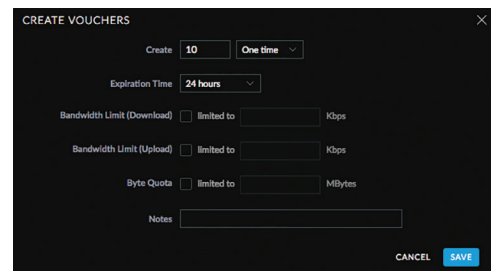 CREATE VOUCHERS
Create 10 One time
Expiration Time 24 hours
Bandwidth Limit (Download) limited to Kbps
Bandwidth Limit (Upload) limited to Kbps
Byte Quota limited to MBytes
Notes
CANCEL SAVE